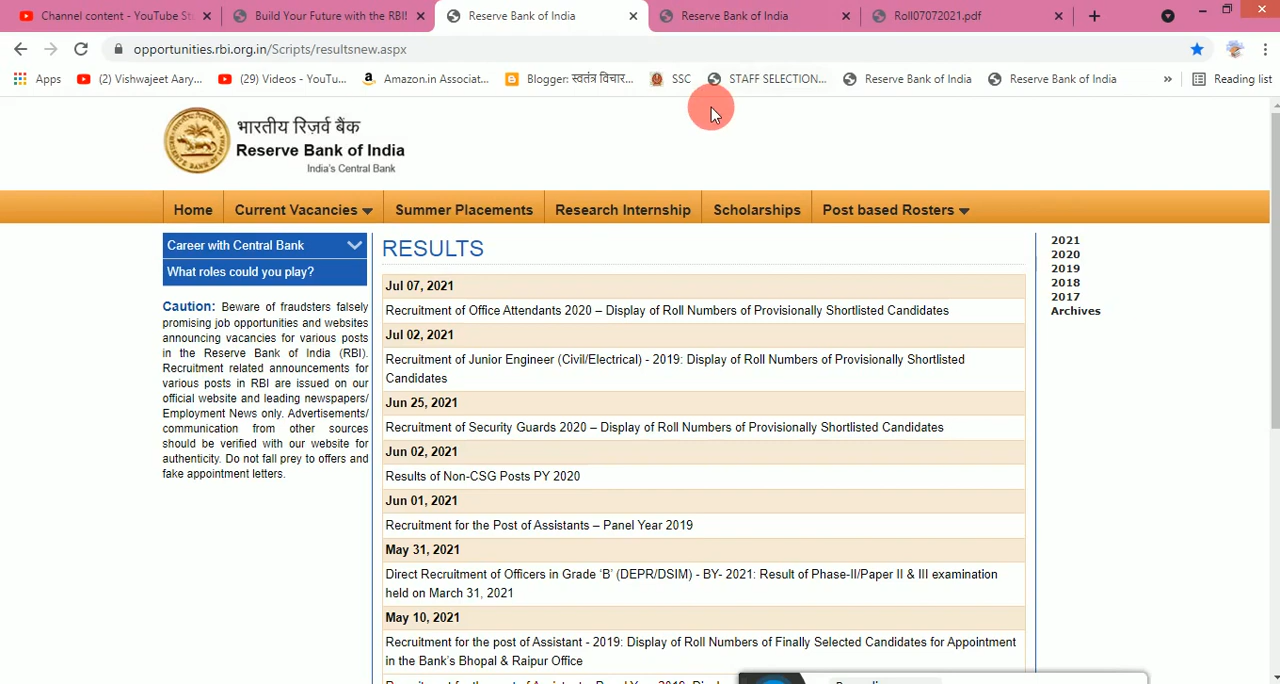 Channel content - YouTube St
Build Your Future with the RBI!
Reserve Bank of India
Reserve Bank of India
Roll07072021.pdf
opportunities.rbi.org.in/Scripts/resultsnew.aspx
Apps
(2) Vishwajeet Aary...
(29) Videos - YouTu...
Amazon.in Associat...
Blogger: स्वतंत्र विचार...
SSC
STAFF SELECTION...
Reserve Bank of India
Reserve Bank of India
»
Reading list
भारतीय रिज़र्व बैंक
Reserve Bank of India
India's Central Bank
Home
Current Vacancies
Summer Placements
Research Internship
Scholarships
Post based Rosters
Career with Central Bank
What roles could you play?
Caution: Beware of fraudsters falsely
promising job opportunities and websites
announcing vacancies for various posts
in the Reserve Bank of India (RBI).
Recruitment related announcements for
various posts in RBI are issued on our
official website and leading newspapers/
Employment News only. Advertisements/
communication from other sources
should be verified with our website for
authenticity. Do not fall prey to offers and
fake appointment letters.
RESULTS
Jul 07, 2021
Recruitment of Office Attendants 2020 – Display of Roll Numbers of Provisionally Shortlisted Candidates
Jul 02, 2021
Recruitment of Junior Engineer (Civil/Electrical) - 2019: Display of Roll Numbers of Provisionally Shortlisted
Candidates
Jun 25, 2021
Recruitment of Security Guards 2020 – Display of Roll Numbers of Provisionally Shortlisted Candidates
Jun 02, 2021
Results of Non-CSG Posts PY 2020
Jun 01, 2021
Recruitment for the Post of Assistants – Panel Year 2019
May 31, 2021
Direct Recruitment of Officers in Grade ‘B’ (DEPR/DSIM) - BY- 2021: Result of Phase-II/Paper II & III examination
held on March 31, 2021
May 10, 2021
Recruitment for the post of Assistant - 2019: Display of Roll Numbers of Finally Selected Candidates for Appointment
in the Bank's Bhopal & Raipur Office
2021
2020
2019
2018
2017
Archives